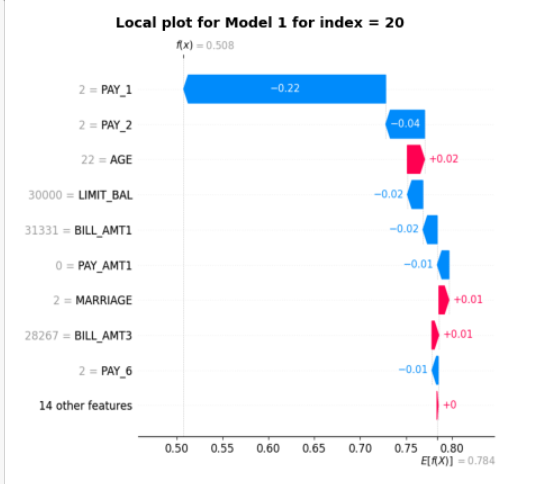 Local plot for Model 1 for index = 20
f(x) = 0.508
2 = PAY_1
−0.22
2 = PAY_2
−0.04
22 = AGE
+0.02
30000 = LIMIT_BAL
−0.02
31331 = BILL_AMT1
−0.02
0 = PAY_AMT1
−0.01
2 = MARRIAGE
+0.01
28267 = BILL_AMT3
+0.01
2 = PAY_6
−0.01
14 other features
+0
0.50 0.55 0.60 0.65 0.70 0.75 0.80
E[f(X)] = 0.784